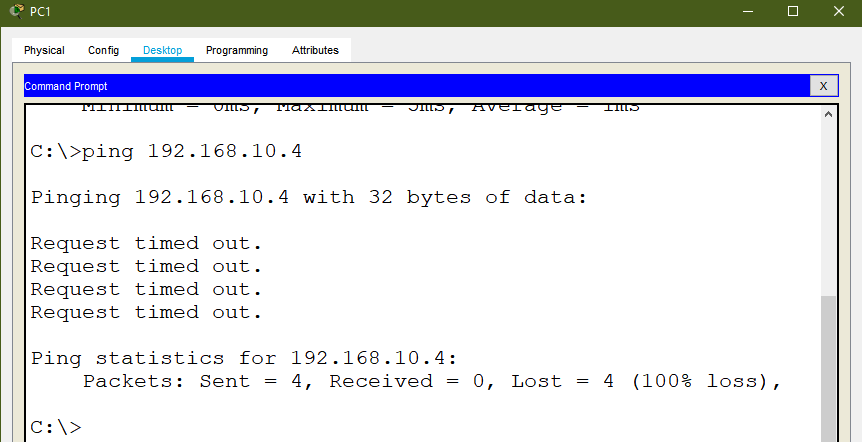 PC1
Physical Config Desktop Programming Attributes
Command Prompt X
Minimum = 0ms, Maximum = 5ms, Average = 1ms
C:\>ping 192.168.10.4
Pinging 192.168.10.4 with 32 bytes of data:
Request timed out.
Request timed out.
Request timed out.
Request timed out.
Ping statistics for 192.168.10.4:
Packets: Sent = 4, Received = 0, Lost = 4 (100% loss),
C:\>